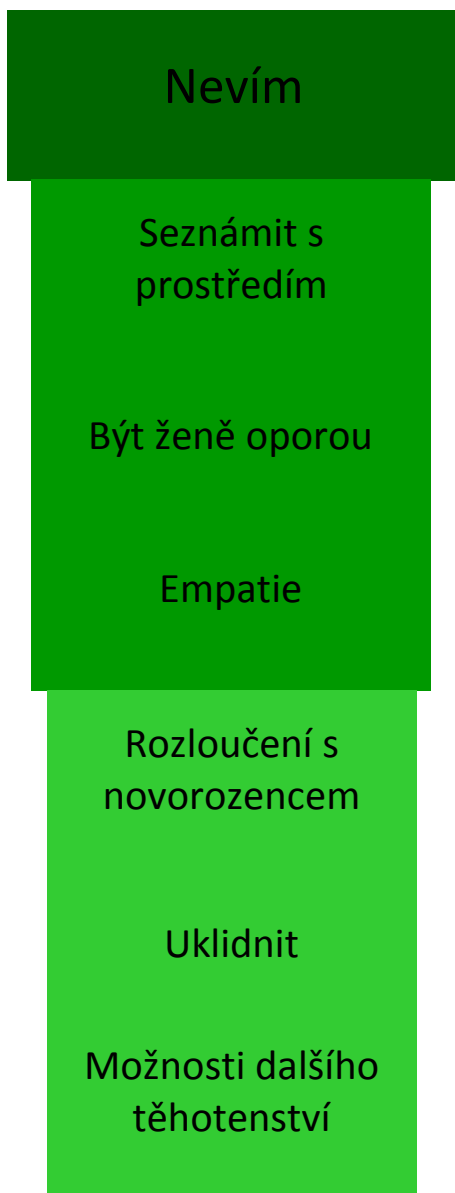 Nevím
Seznámit s
prostředím
Být ženě oporou
Empatie
Rozloučení s
novorozencem
Uklidnit
Možnosti dalšího
těhotenství